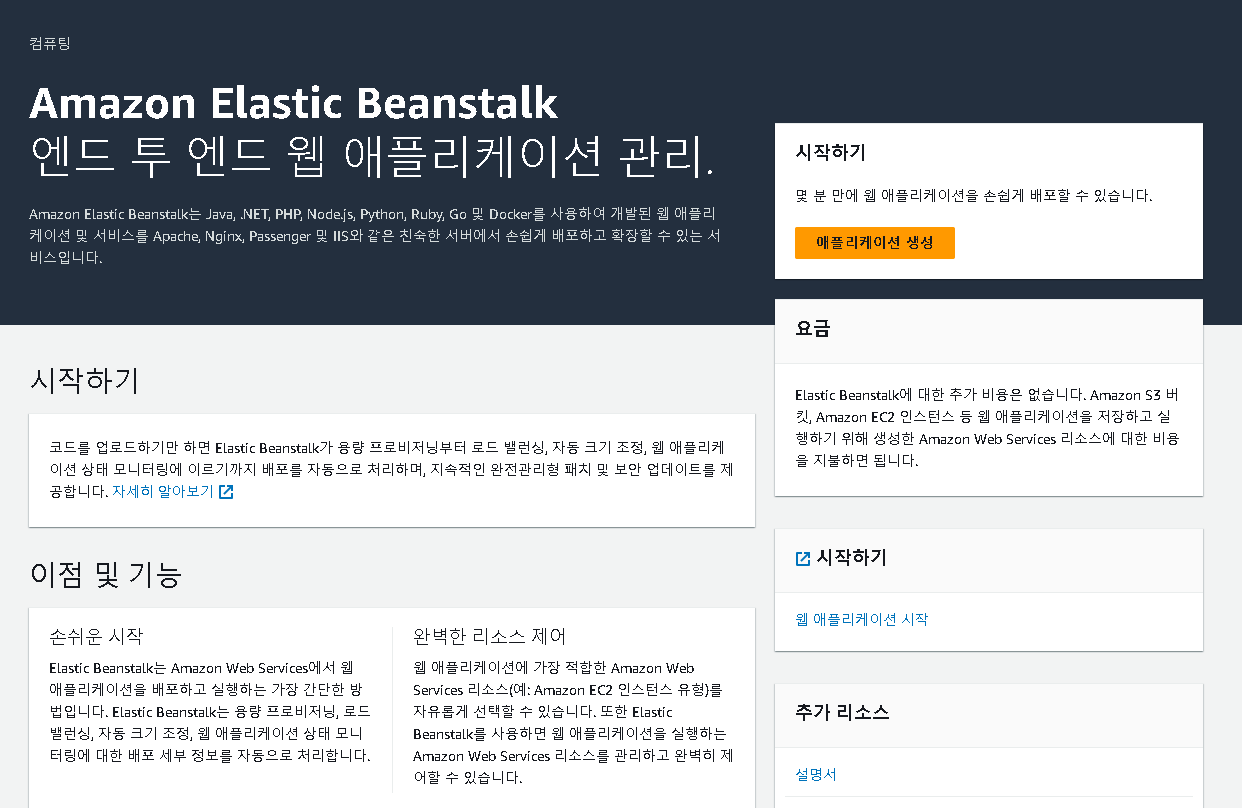 컴퓨팅
Amazon Elastic Beanstalk
엔드 투 엔드 웹 애플리케이션 관리.
Amazon Elastic Beanstalk는 Java, .NET, PHP, Node.js, Python, Ruby, Go 및 Docker를 사용하여 개발된 웹 애플리
케이션 및 서비스를 Apache, Nginx, Passenger 및 IIS와 같은 친숙한 서버에서 손쉽게 배포하고 확장할 수 있는 서
비스입니다.
시작하기
코드를 업로드하기만 하면 Elastic Beanstalk가 용량 프로비저닝부터 로드 밸런싱, 자동 크기 조정, 웹 애플리케
이션 상태 모니터링에 이르기까지 배포를 자동으로 처리하며, 지속적인 완전관리형 패치 및 보안 업데이트를 제
공합니다. 자세히 알아보기
이점 및 기능
손쉬운 시작
Elastic Beanstalk는 Amazon Web Services에서 웹
애플리케이션을 배포하고 실행하는 가장 간단한 방
법입니다. Elastic Beanstalk는 용량 프로비저닝, 로드
밸런싱, 자동 크기 조정, 웹 애플리케이션 상태 모니
터링에 대한 배포 세부 정보를 자동으로 처리합니다.
완벽한 리소스 제어
웹 애플리케이션에 가장 적합한 Amazon Web
Services 리소스(예: Amazon EC2 인스턴스 유형)를
자유롭게 선택할 수 있습니다. 또한 Elastic
Beanstalk를 사용하면 웹 애플리케이션을 실행하는
Amazon Web Services 리소스를 관리하고 완벽히 제
어할 수 있습니다.
시작하기
몇 분 만에 웹 애플리케이션을 손쉽게 배포할 수 있습니다.
애플리케이션 생성
요금
Elastic Beanstalk에 대한 추가 비용은 없습니다. Amazon S3 버
킷, Amazon EC2 인스턴스 등 웹 애플리케이션을 저장하고 실
행하기 위해 생성한 Amazon Web Services 리소스에 대한 비용
을 지불하면 됩니다.
시작하기
웹 애플리케이션 시작
추가 리소스
설명서